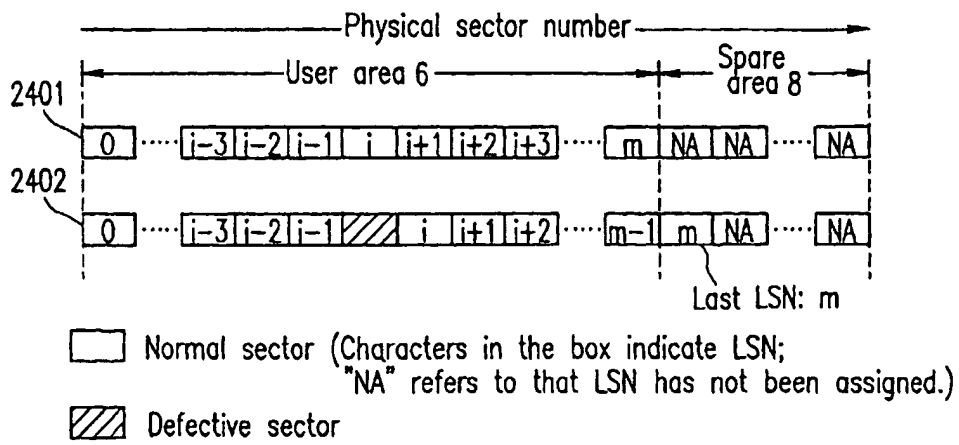 Physical sector number
User area 6
Spare
area 8
2401
0 ····· i-3 i-2 i-1 i i+1 i+2 i+3 ····· m NA NA ····· NA
2402
0 ····· i-3 i-2 i-1 i i+1 i+2 ····· m-1 m NA ····· NA
Last LSN: m
Normal sector (Characters in the box indicate LSN;
"NA" refers to that LSN has not been assigned.)
Defective sector